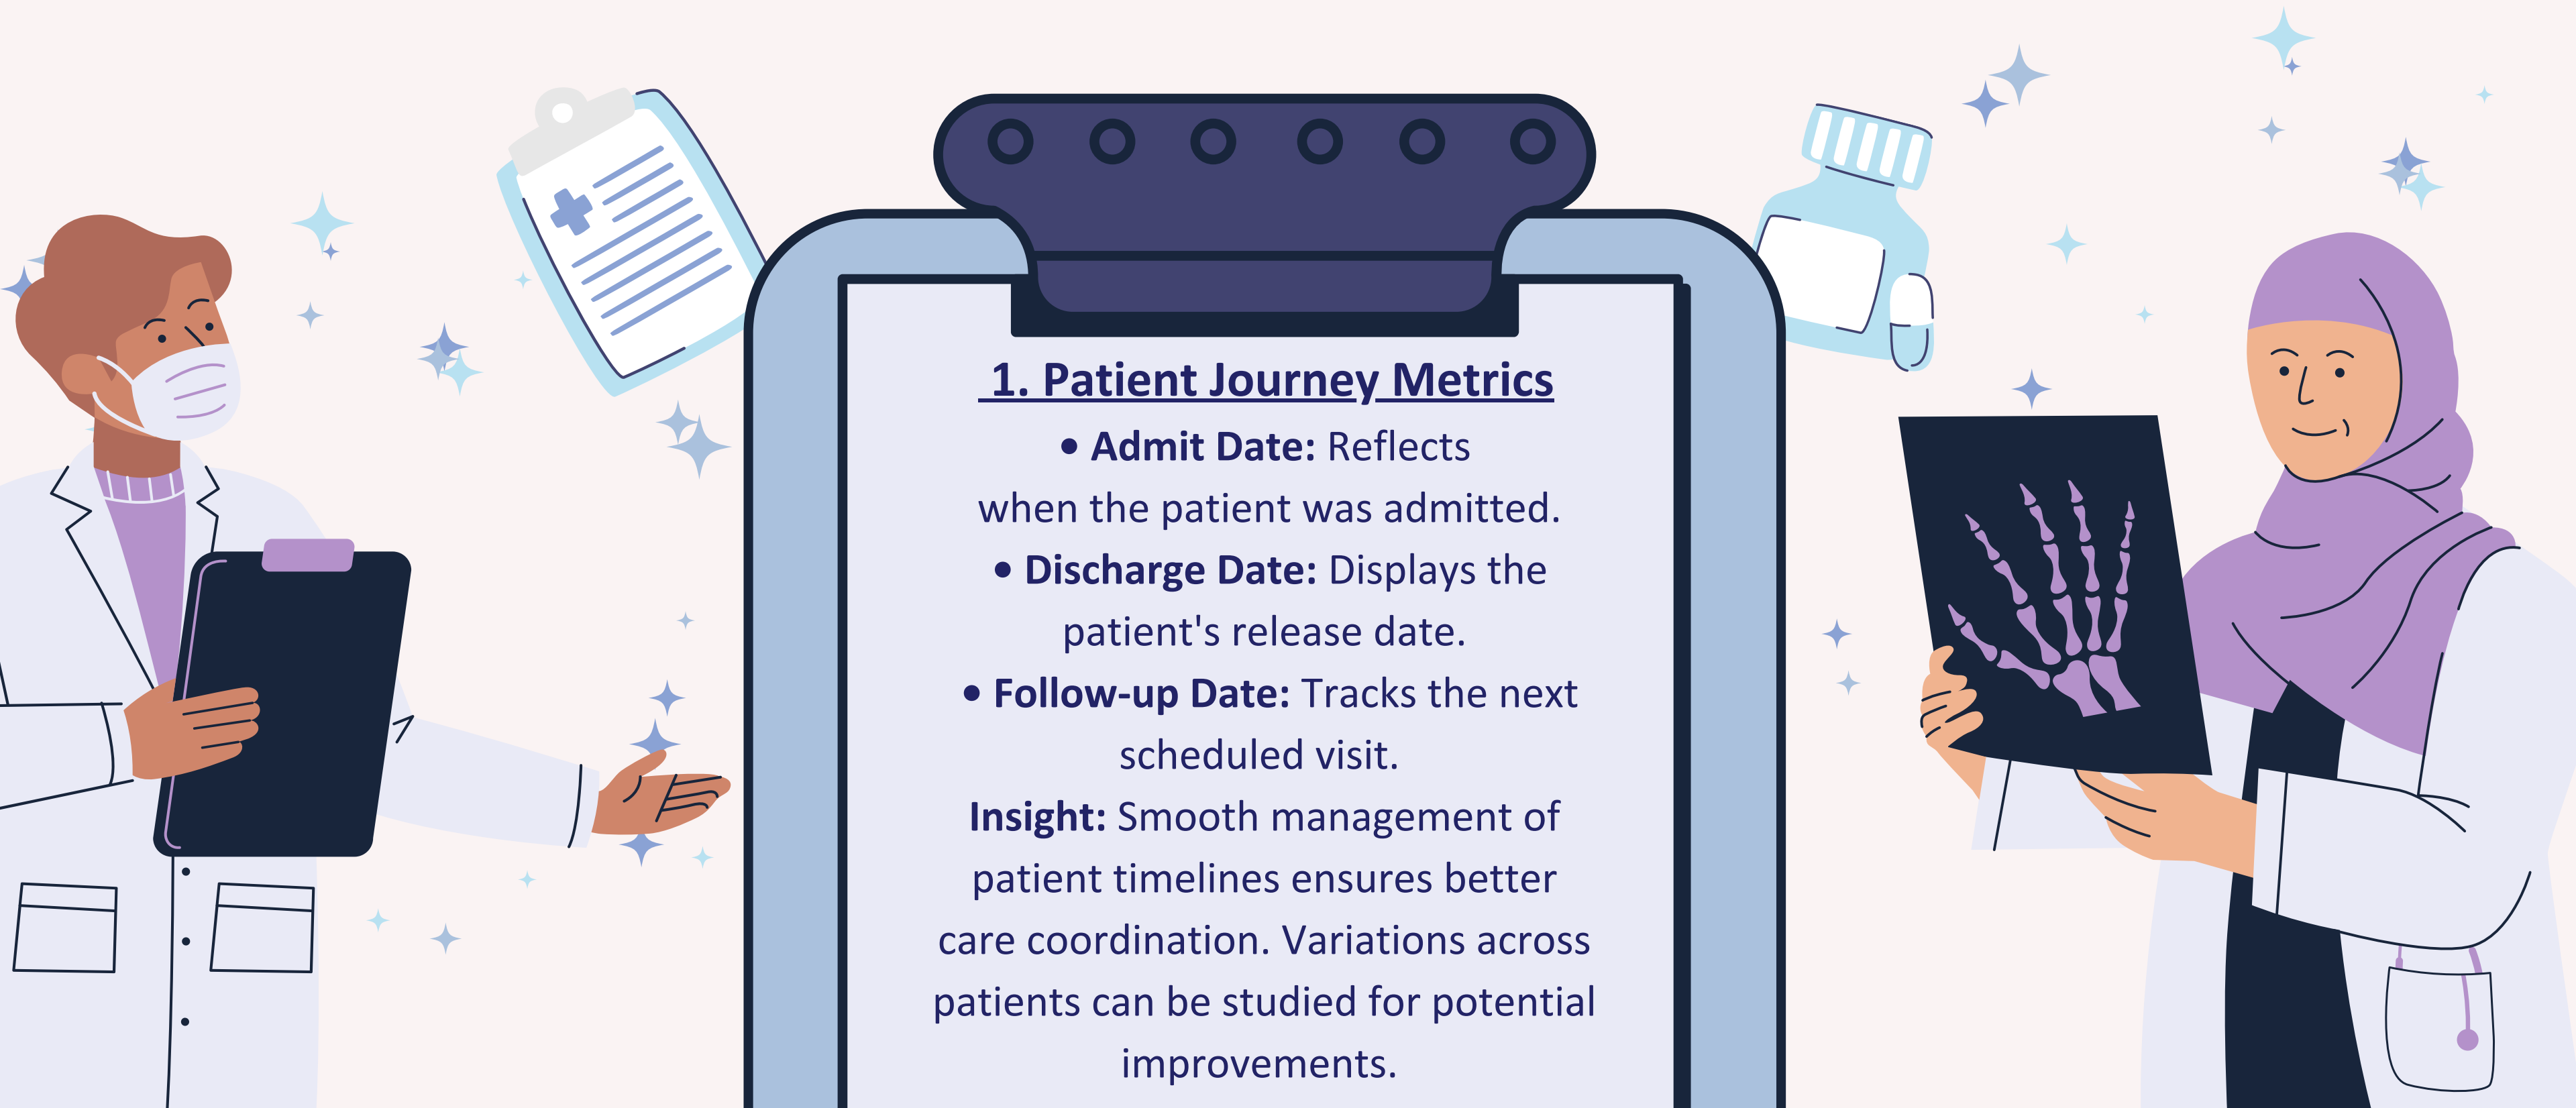 1. Patient Journey Metrics
• Admit Date: Reflects
when the patient was admitted.
• Discharge Date: Displays the
patient's release date.
• Follow-up Date: Tracks the next
scheduled visit.
Insight: Smooth management of
patient timelines ensures better
care coordination. Variations across
patients can be studied for potential
improvements.